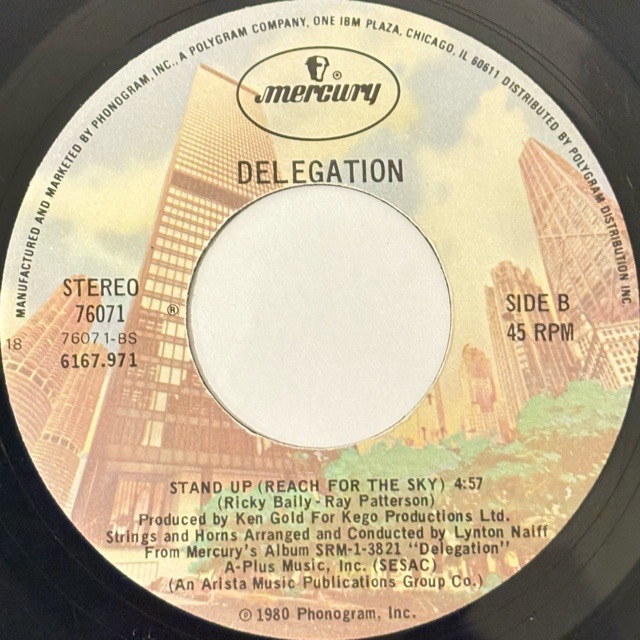 MANUFACTURED AND MARKETED BY PHONOGRAM, INC., A POLYGRAM COMPANY, ONE IBM PLAZA, CHICAGO, IL 60611 DISTRIBUTED BY POLYGRAM DISTRIBUTION INC
® mercury
DELEGATION
STEREO
76071 ®
18 76071-BS
6167.971
SIDE B
45 RPM
STAND UP (REACH FOR THE SKY) 4:57
(Ricky Baily - Ray Patterson)
Produced by Ken Gold For Kego Productions Ltd.
Strings and Horns Arranged and Conducted by Lynton Naiff
From Mercury's Album SRM-1-3821 "Delegation"
A-Plus Music, Inc. (SESAC)
(An Arista Music Publications Group Co.)
℗ 1980 Phonogram, Inc.